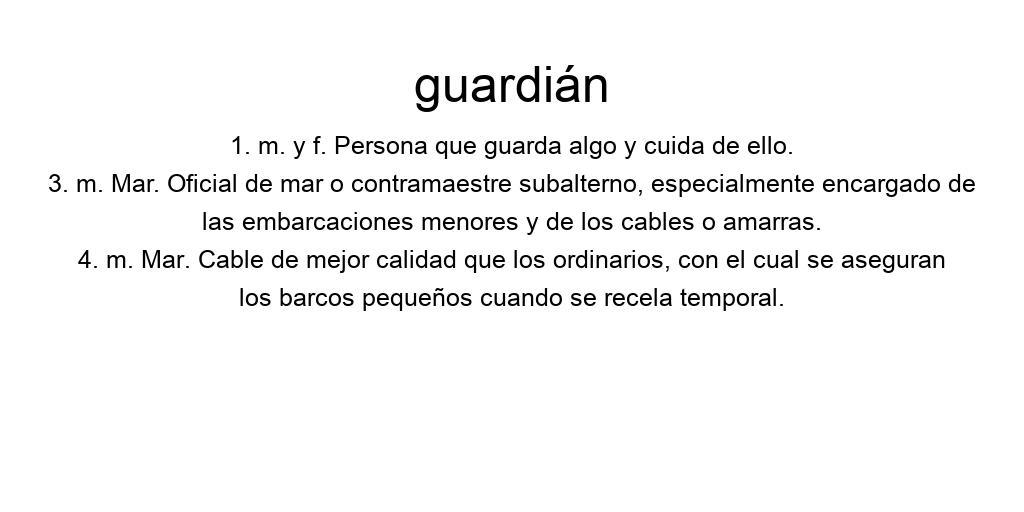 guardián
1. m. y f. Persona que guarda algo y cuida de ello.
3. m. Mar. Oficial de mar o contramaestre subalterno, especialmente encargado de
las embarcaciones menores y de los cables o amarras.
4. m. Mar. Cable de mejor calidad que los ordinarios, con el cual se aseguran
los barcos pequeños cuando se recela temporal.